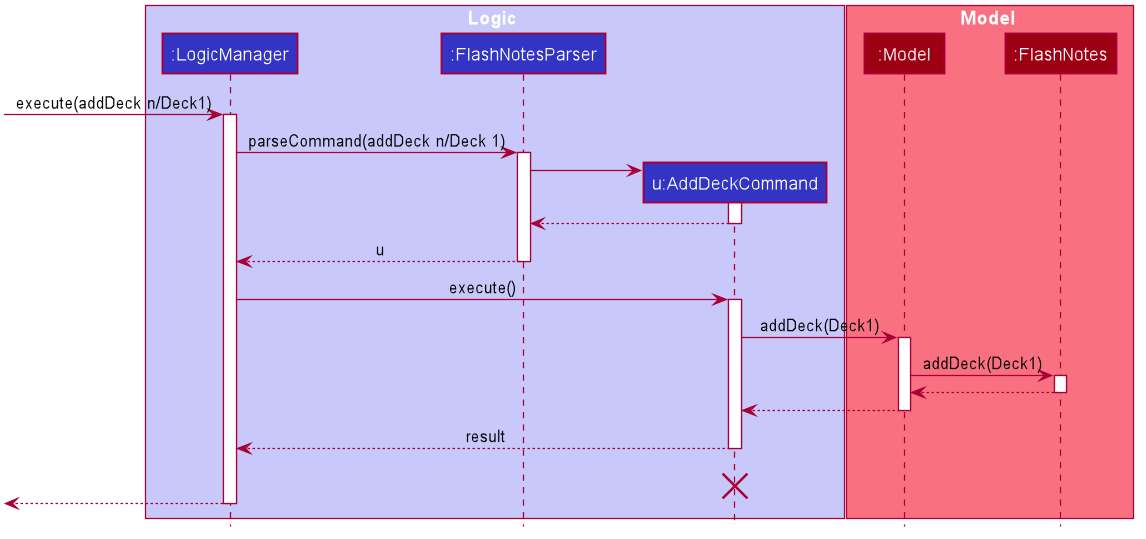 Logic
Model
:LogicManager
:FlashNotesParser
:Model
:FlashNotes
execute(addDeck n/Deck1)
parseCommand(addDeck n/Deck 1)
u:AddDeckCommand
u
execute()
addDeck(Deck1)
addDeck(Deck1)
result